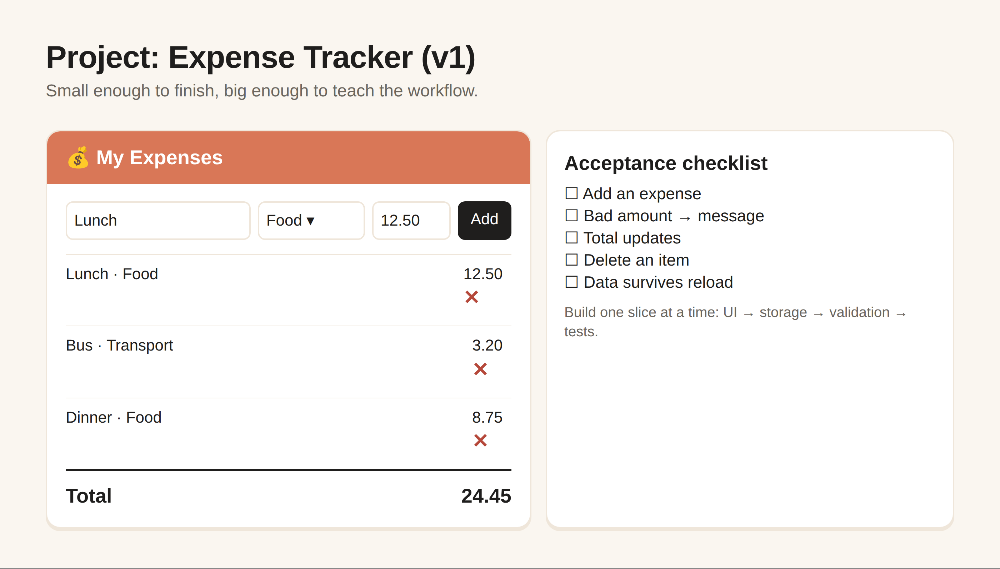 Project: Expense Tracker (v1)
Small enough to finish, big enough to teach the workflow.
💰 My Expenses
Lunch
Food ▾
12.50
Add
Lunch · Food
12.50
✕
Bus · Transport
3.20
✕
Dinner · Food
8.75
✕
Total
24.45
Acceptance checklist
☐ Add an expense
☐ Bad amount → message
☐ Total updates
☐ Delete an item
☐ Data survives reload
Build one slice at a time: UI → storage → validation →
tests.